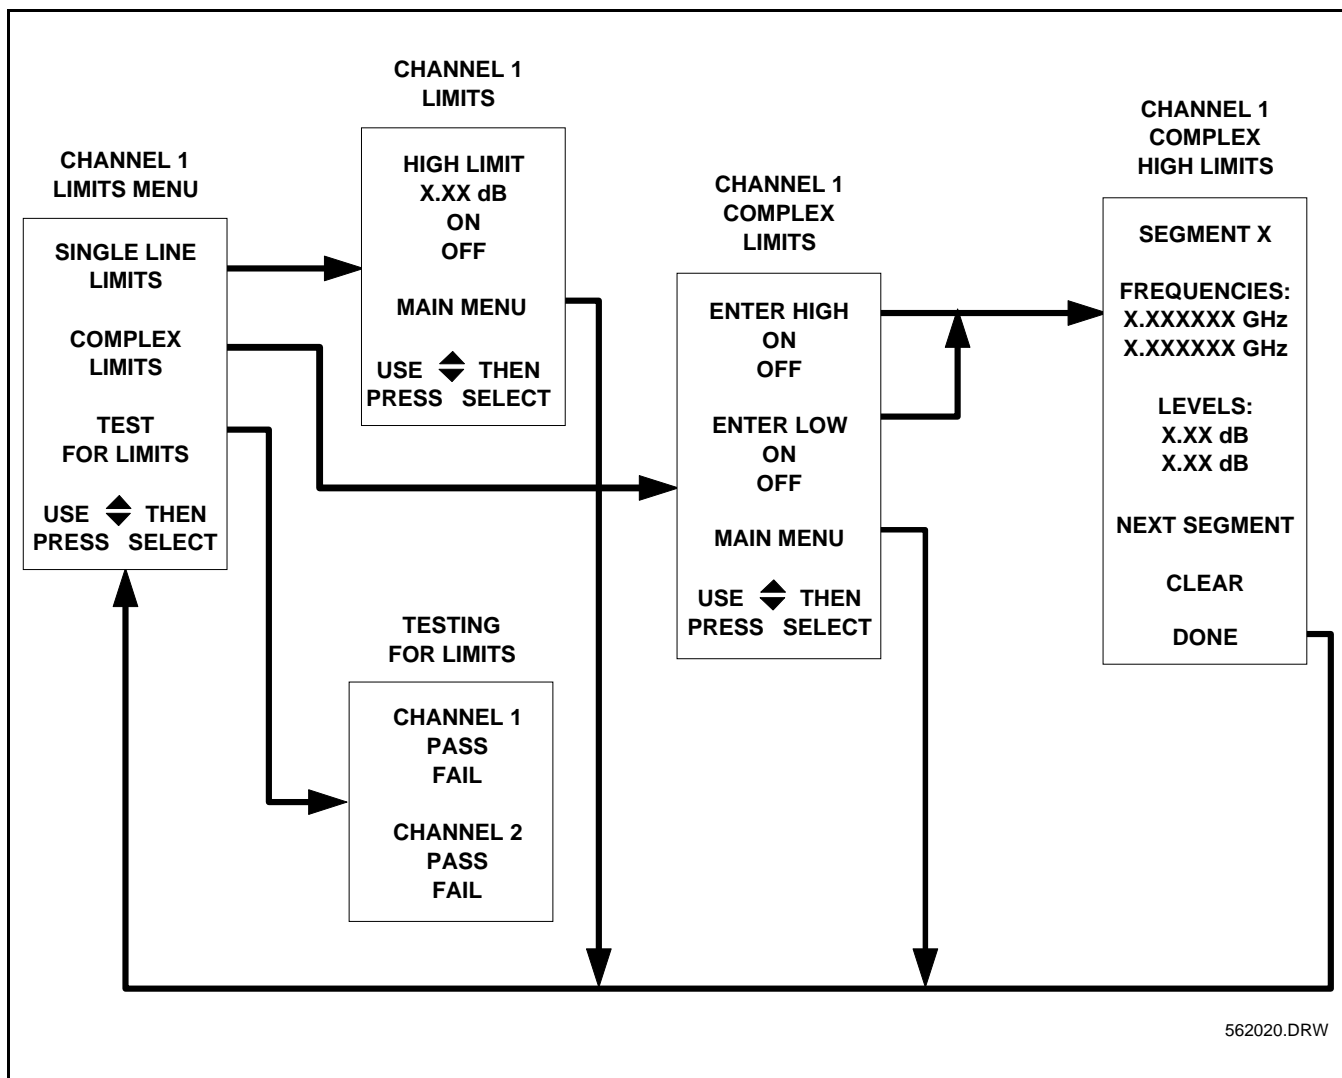 CHANNEL 1
LIMITS MENU
SINGLE LINE
LIMITS
COMPLEX
LIMITS
TEST
FOR LIMITS
USE THEN
PRESS SELECT
CHANNEL 1
LIMITS
HIGH LIMIT
X.XX dB
ON
OFF
MAIN MENU
USE THEN
PRESS SELECT
TESTING
FOR LIMITS
CHANNEL 1
PASS
FAIL
CHANNEL 2
PASS
FAIL
CHANNEL 1
COMPLEX
LIMITS
ENTER HIGH
ON
OFF
ENTER LOW
ON
OFF
MAIN MENU
USE THEN
PRESS SELECT
CHANNEL 1
COMPLEX
HIGH LIMITS
SEGMENT X
FREQUENCIES:
X.XXXXXX GHz
X.XXXXXX GHz
LEVELS:
X.XX dB
X.XX dB
NEXT SEGMENT
CLEAR
DONE
562020.DRW